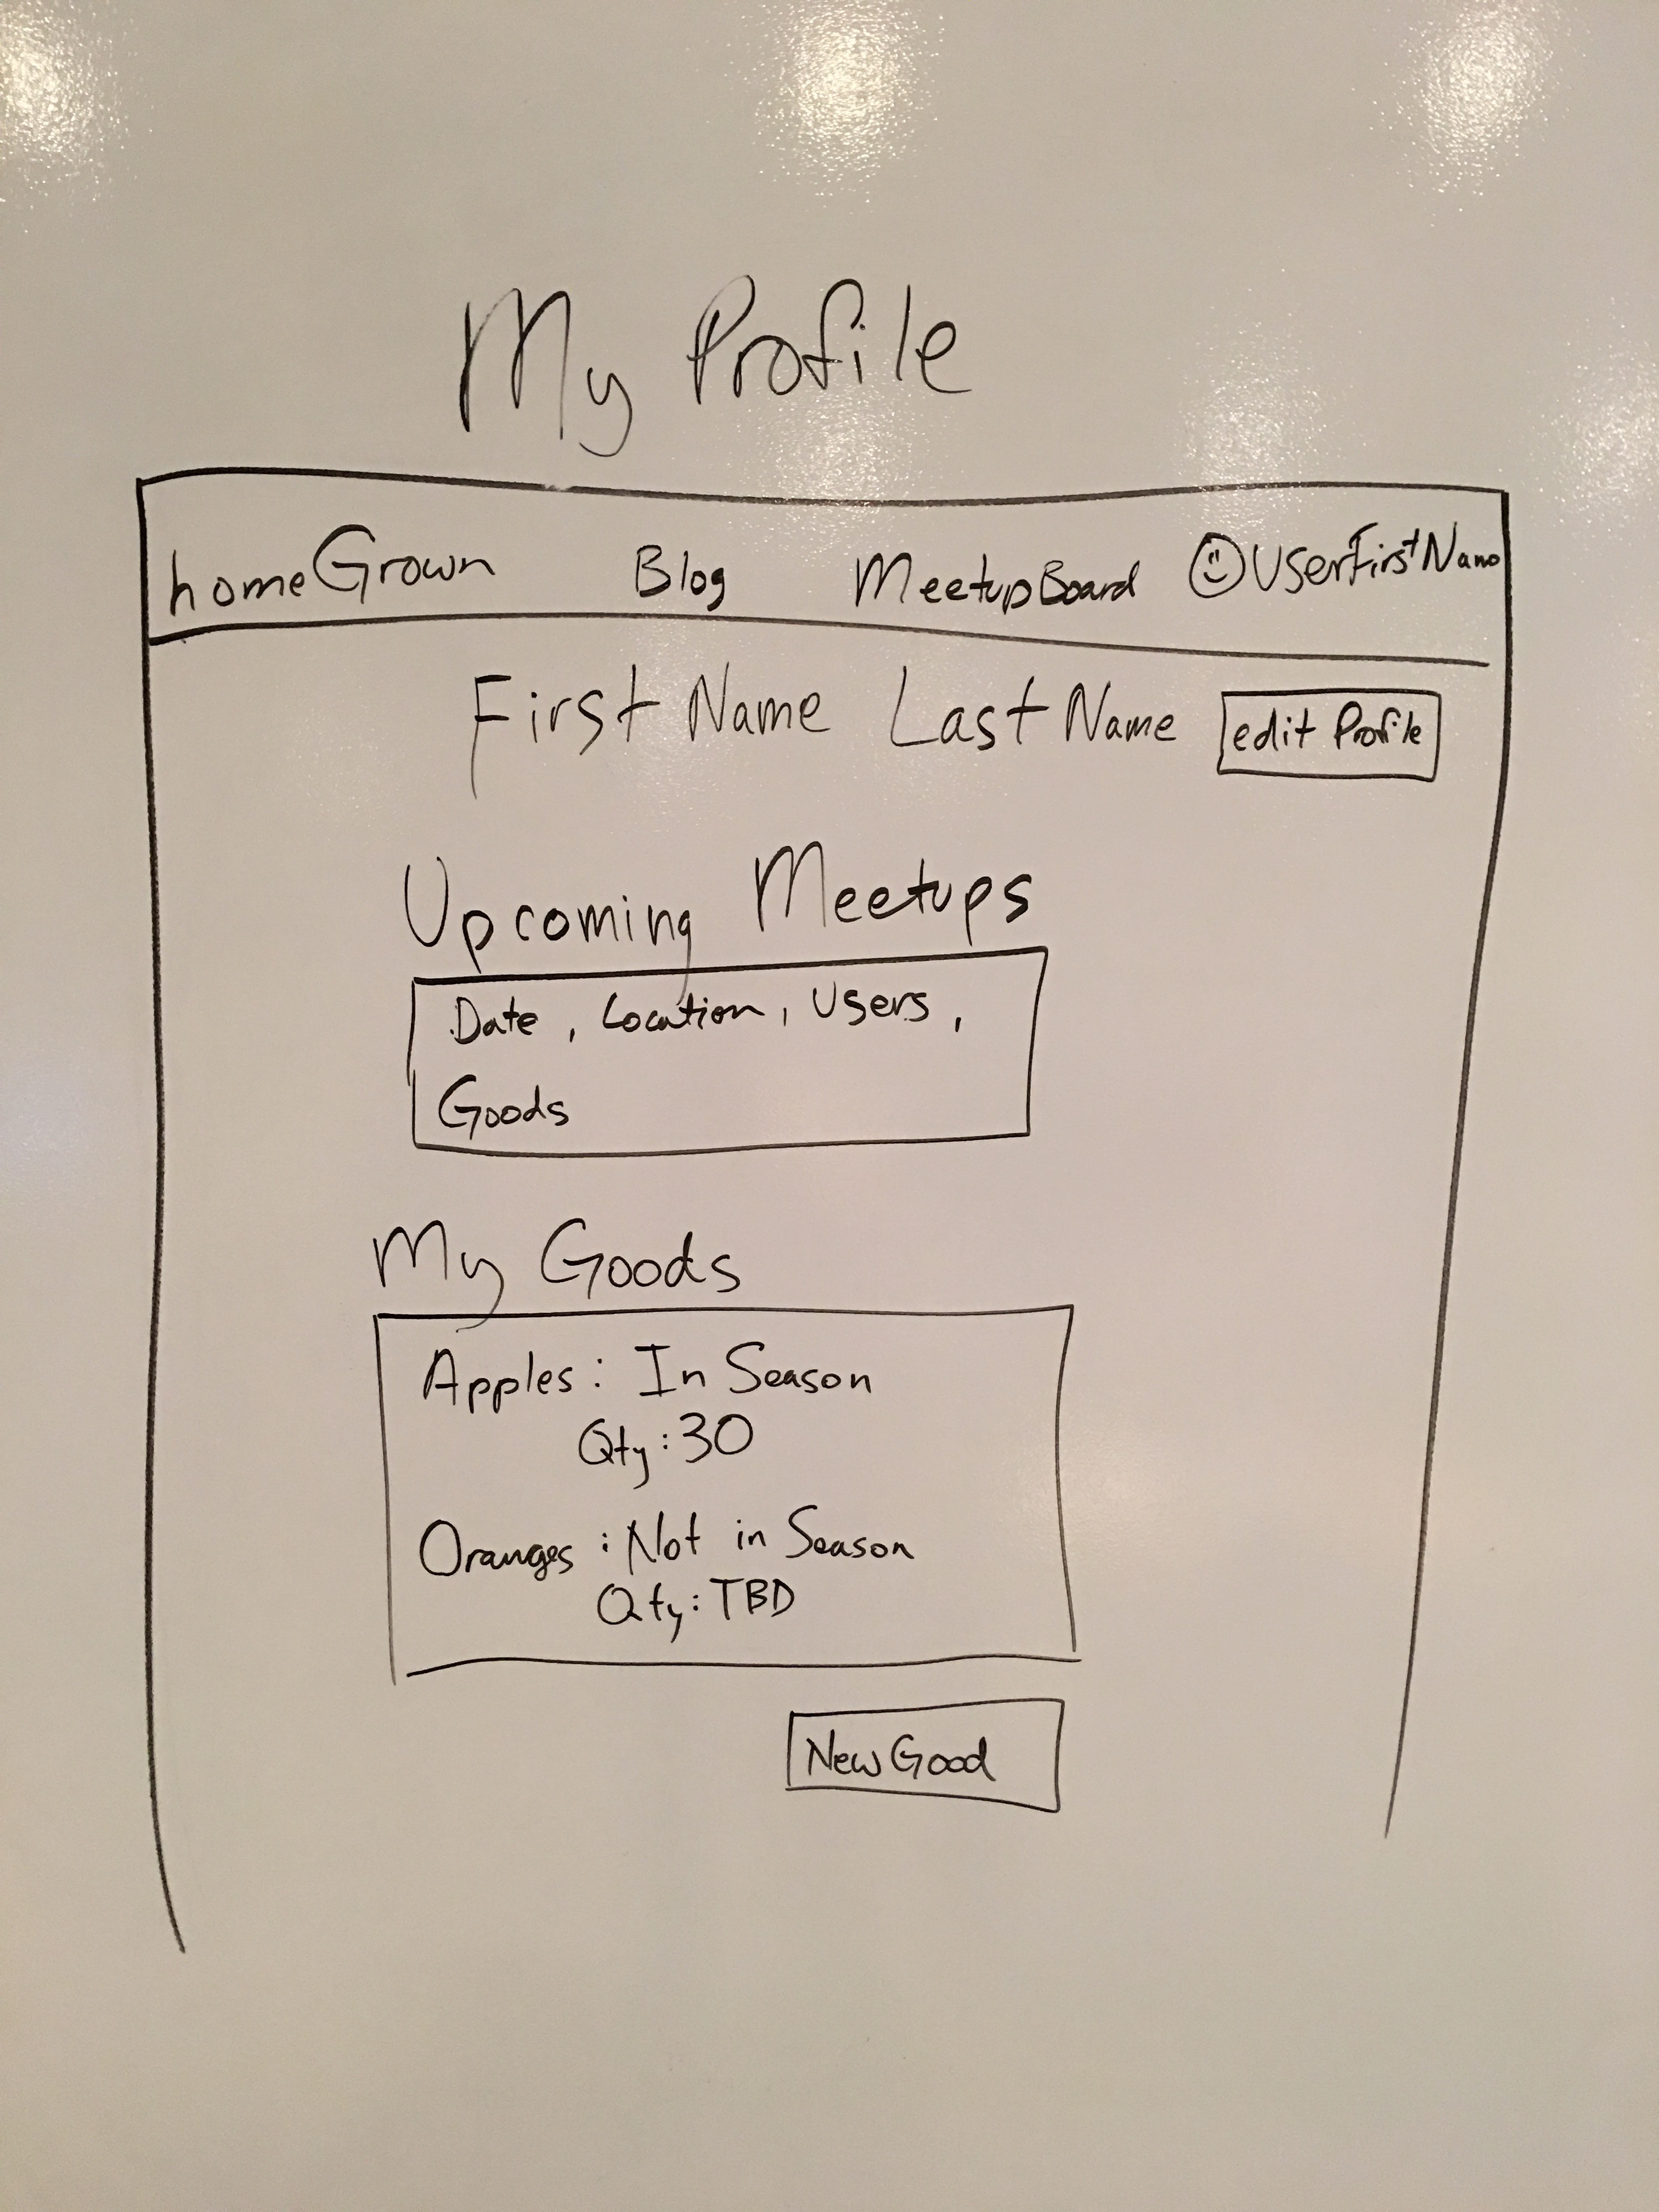 My Profile
homeGrown Blog MeetupBoard UserFirstName
First Name Last Name edit Profile
Upcoming Meetups
Date, Location, Users,
Goods
My Goods
Apples: In Season
Qty: 30
Oranges: Not in Season
Qty: TBD
New Good